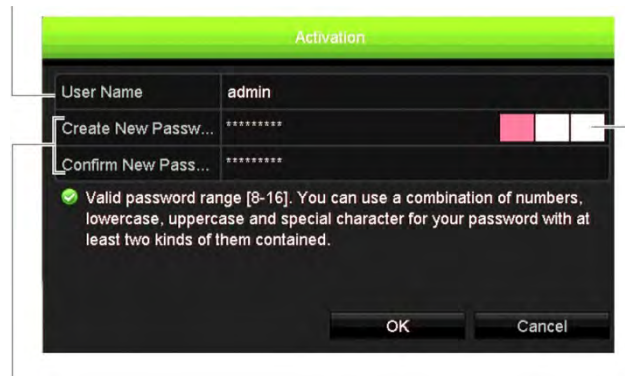 Activation
User Name admin
Create New Passw... *********
Confirm New Pass... *********
Valid password range [8-16]. You can use a combination of numbers,
lowercase, uppercase and special character for your password with at
least two kinds of them contained.
OK Cancel